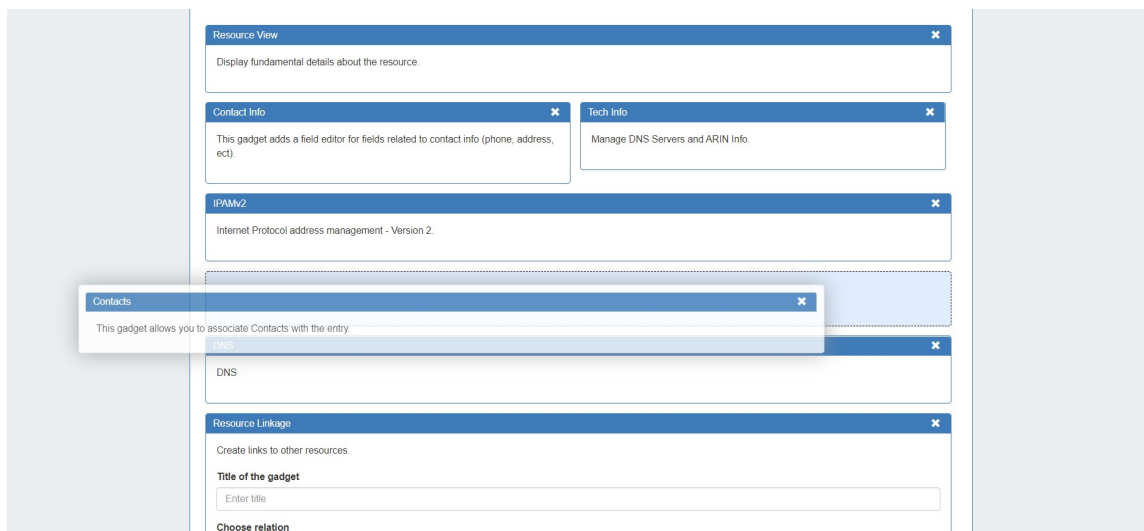 Resource View
Display fundamental details about the resource.
Contact Info
This gadget adds a field editor for fields related to contact info (phone, address,
ect).
Tech Info
Manage DNS Servers and ARIN Info.
IPAMv2
Internet Protocol address management - Version 2.
Contacts
This gadget allows you to associate Contacts with the entry.
DNS
DNS
Resource Linkage
Create links to other resources.
Title of the gadget
Enter title
Choose relation